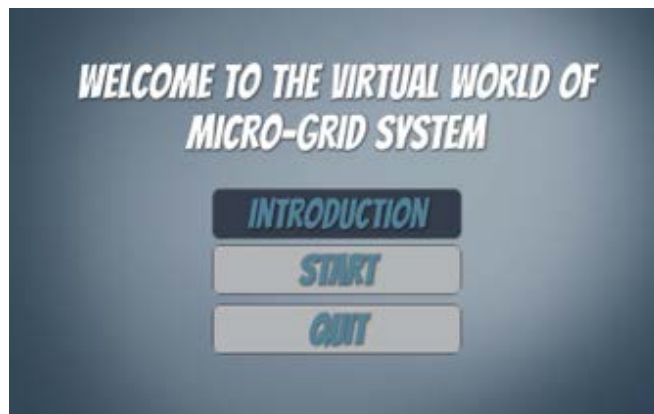 WELCOME TO THE VIRTUAL WORLD OF
MICRO-GRID SYSTEM
INTRODUCTION
START
QUIT